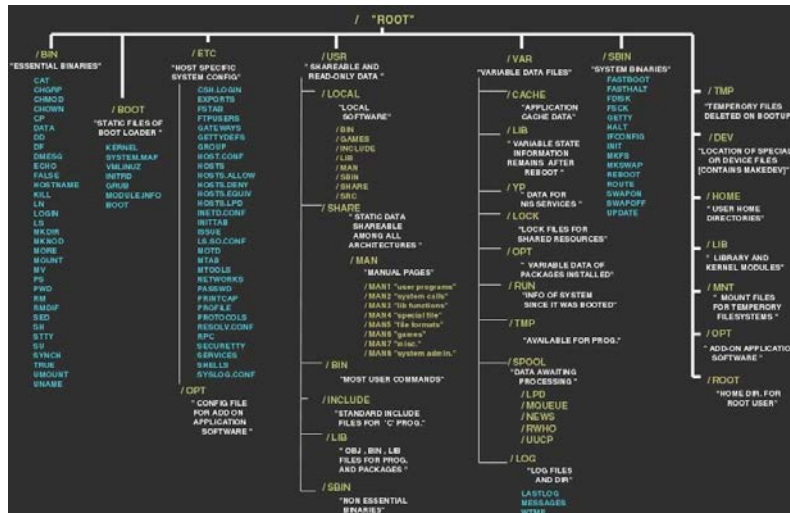 / "ROOT"
/BIN
"ESSENTIAL BINARIES"
CAT
CHGRP
CHMOD
CHOWN
CP
DATA
DD
DF
DMESG
ECHO
FALSE
HOSTNAME
KILL
LN
LOGIN
LS
MKDIR
MKNOD
MORE
MOUNT
MV
PS
PWD
RM
RMDIF
SED
SH
STTY
SU
SYNCH
TRUE
UMOUNT
UNAME
/BOOT
"STATIC FILES OF
BOOT LOADER "
KERNEL
SYSTEM.MAP
VMLINUZ
INITRD
GRUB
MODULE.INFO
BOOT
/ETC
"HOST SPECIFIC
SYSTEM CONFIG"
CSH.LOGIN
EXPORTS
FSTAB
FTPUSERS
GATEWAYS
GETTYDEFS
GROUP
HOST.CONF
HOSTS
HOSTS.ALLOW
HOSTS.DENY
HOSTS.EQUIV
HOSTS.LPD
INETD.CONF
INITTAB
ISSUE
LS.SO.CONF
MOTD
MTAB
MTOOLS
NETWORKS
PASSWD
PRINTCAP
PROFILE
PROTOCOLS
RESOLV.CONF
RPC
SECURETTY
SERVICES
SHELLS
SYSLOG.CONF
/OPT
" CONFIG FILE
FOR ADD ON
APPLICATION
SOFTWARE "
/USR
"SHAREABLE AND
READ-ONLY DATA "
/LOCAL
"LOCAL
SOFTWARE"
/BIN
/GAMES
/INCLUDE
/LIB
/MAN
/SBIN
/SHARE
/SRC
/SHARE
"STATIC DATA
SHAREABLE
AMONG ALL
ARCHITECTURES "
/MAN
"MANUAL PAGES
/MAN1 "user programs"
/MAN2 "system calls"
/MAN3 "lib functions"
/MAN4 "special file"
/MAN5 "file formats"
/MAN6 "games"
/MAN7 "misc."
/MAN8 "system admin."
/BIN
"MOST USER COMMANDS"
/INCLUDE
"STANDARD INCLUDE
FILES FOR 'C' PROG."
/LIB
" OBJ , BIN , LIB
FILES FOR PROG.
AND PACKAGES "
/SBIN
"NON ESSENTIAL
BINARIES"
/VAR
"VARIABLE DATA FILES"
/CACHE
"APPLICATION
CACHE DATA"
/LIB
" VARIABLE STATE
INFORMATION
REMAINS AFTER
REBOOT "
/YP
" DATA FOR
NIS SERVICES "
/LOCK
"LOCK FILES FOR
SHARED RESOURCES"
/OPT
" VARIABLE DATA OF
PACKAGES INSTALLED"
/RUN
"INFO OF SYSTEM
SINCE IT WAS BOOTED"
/TMP
"AVAILABLE FOR PROG."
/SPOOL
"DATA AWAITING
PROCESSING "
/LPD
/MQUEUE
/NEWS
/RWHO
/UUCP
/LOG
"LOG FILES
AND DIR"
LASTLOG
MESSAGES
WTMP
/SBIN
"SYSTEM BINARIES"
FASTBOOT
FASTHALT
FDISK
FSCK
GETTY
HALT
IFCONFIG
INIT
MKFS
MKSWAP
REBOOT
ROUTE
SWAPON
SWAPOFF
UPDATE
/TMP
"TEMPERORY FILES
DELETED ON BOOTUP
/DEV
"LOCATION OF SPECIAL
OR DEVICE FILES
[CONTAINS MAKEDEV]"
/HOME
" USER HOME
DIRECTORIES"
/LIB
" LIBRARY AND
KERNEL MODULES"
/MNT
" MOUNT FILES
FOR TEMPERORY
FILESYSTEMS "
/OPT
" ADD-ON APPLICATION
SOFTWARE "
/ROOT
"HOME DIR. FOR
ROOT USER"